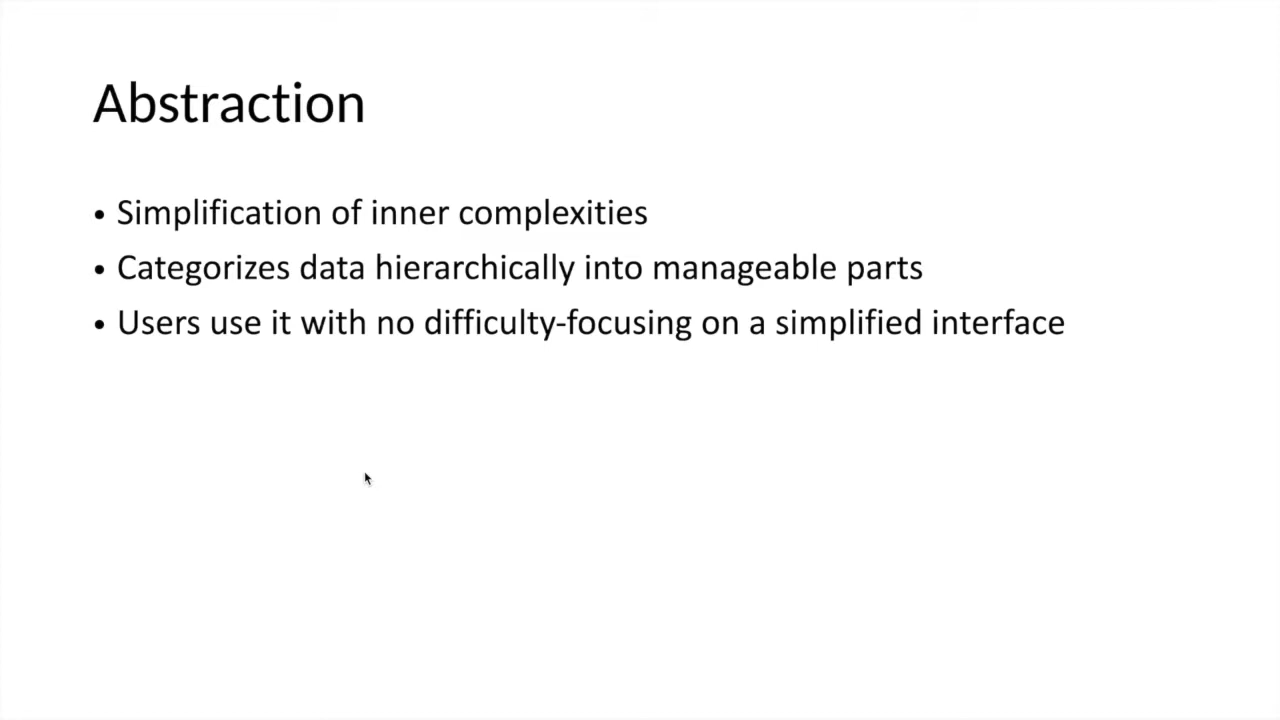 Abstraction
• Simplification of inner complexities
• Categorizes data hierarchically into manageable parts
• Users use it with no difficulty-focusing on a simplified interface